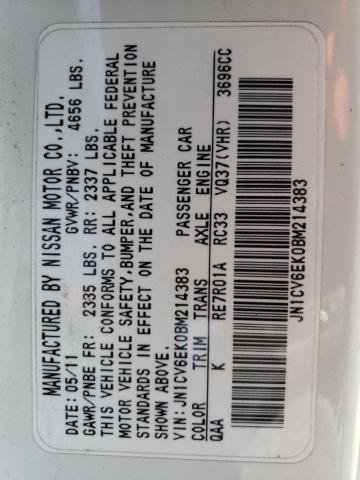 MANUFACTURED BY NISSAN MOTOR CO.,LTD.
DATE: 05/11 GVWR/PNBV: 4656 LBS.
GAWR/PNBE FR: 2335 LBS. RR: 2337 LBS.
THIS VEHICLE CONFORMS TO ALL APPLICABLE FEDERAL
MOTOR VEHICLE SAFETY,BUMPER,AND THEFT PREVENTION
STANDARDS IN EFFECT ON THE DATE OF MANUFACTURE
SHOWN ABOVE.
VIN:JN1CV6EK0BM214383 PASSENGER CAR
COLOR TRIM TRANS AXLE ENGINE
QAA K RE7R01A RC33 VQ37(VHR) 3696CC
JN1CV6EK0BM214383